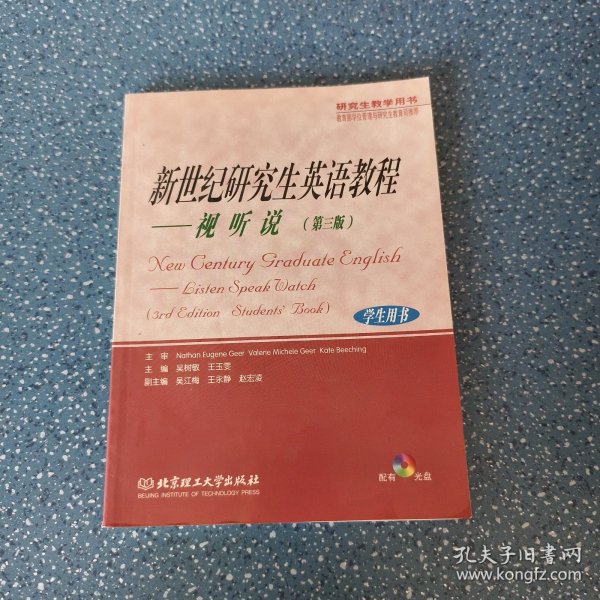 研究生教学用书
教育部学位管理与研究生教育司推荐
新世纪研究生英语教程
——视听说（第三版）
New Century Graduate English
——Listen Speak Watch
(3rd Edition Students' Book)
学生用书
主审 Nathan Eugene Geer Valerie Michele Geer Kate Beeching
主编 吴树敬 王玉雯
副主编 吴江梅 王永静 赵宏凌
北京理工大学出版社
BEIJING INSTITUTE OF TECHNOLOGY PRESS
配有 光盘
孔夫子旧书网
www.kongfz.com